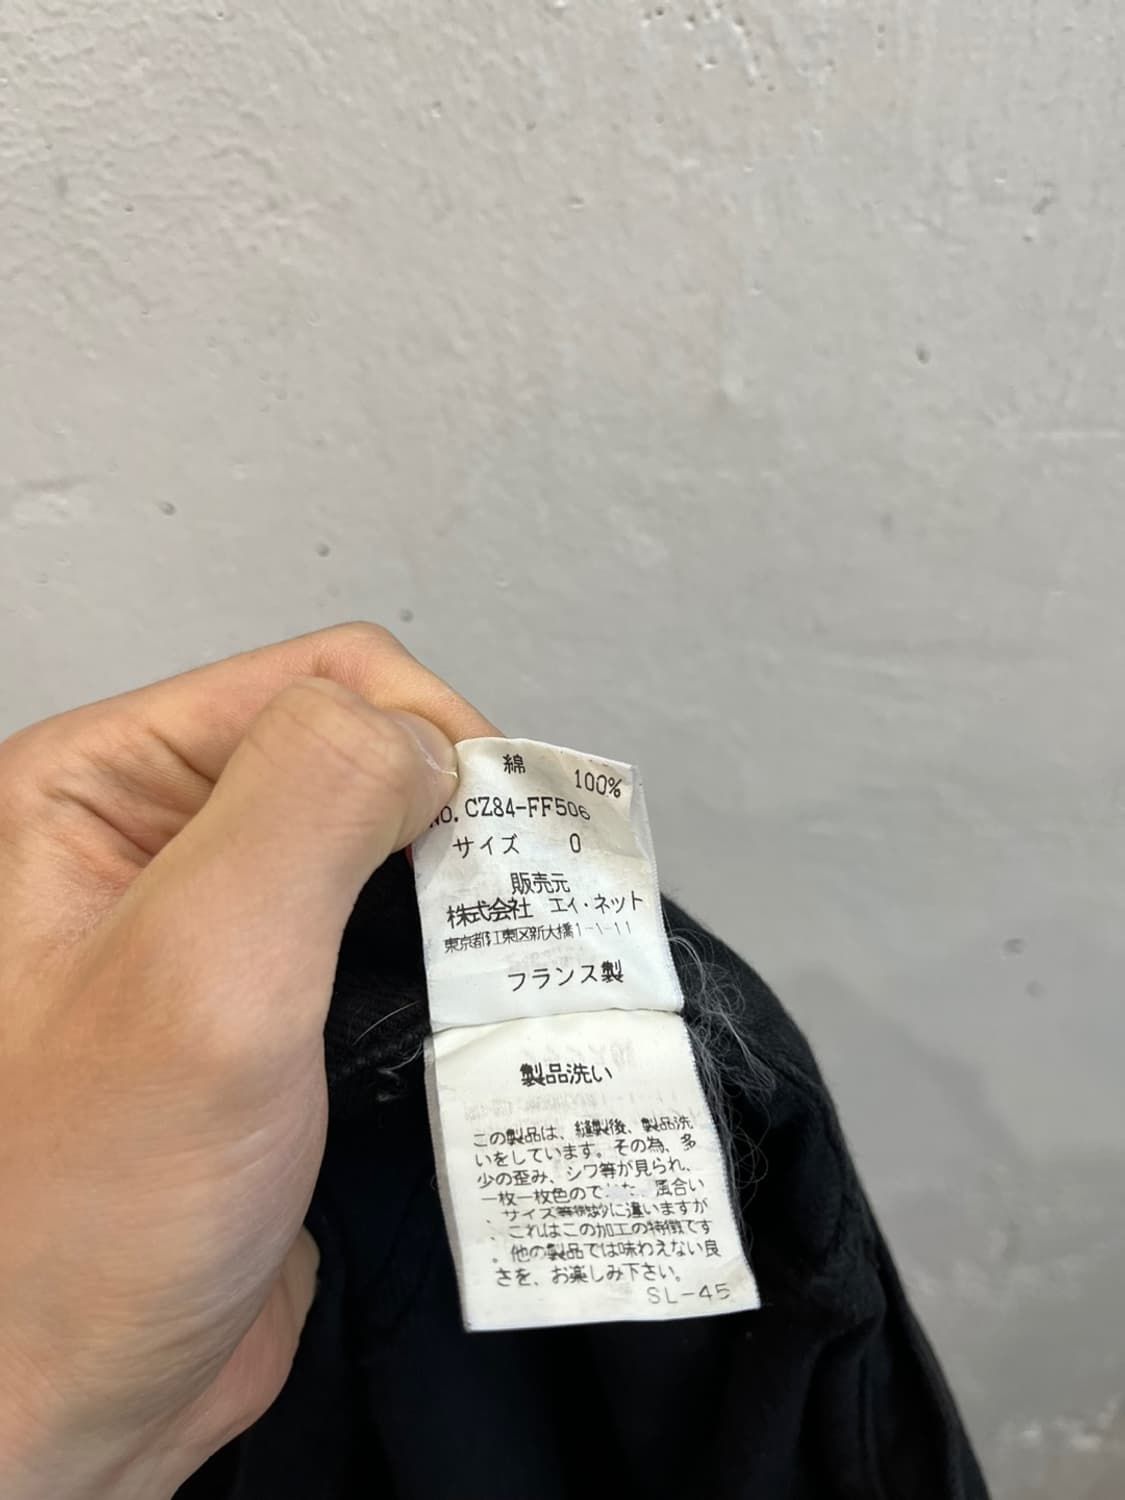 綿 100%
No. CZ84-FF506
サイズ 0
販売元
株式会社 エイ・ネット
東京都江東区新大橋1-1-11
フランス製
製品洗い
この製品は、縫製後、製品洗
いをしています。その為、多
少の歪み、シワ等が見られ、
一枚一枚色ので 風合い
サイズ等微妙に違いますが
、これはこの加工の特徴です
。他の製品では味わえない良
さを、お楽しみ下さい。
SL-45